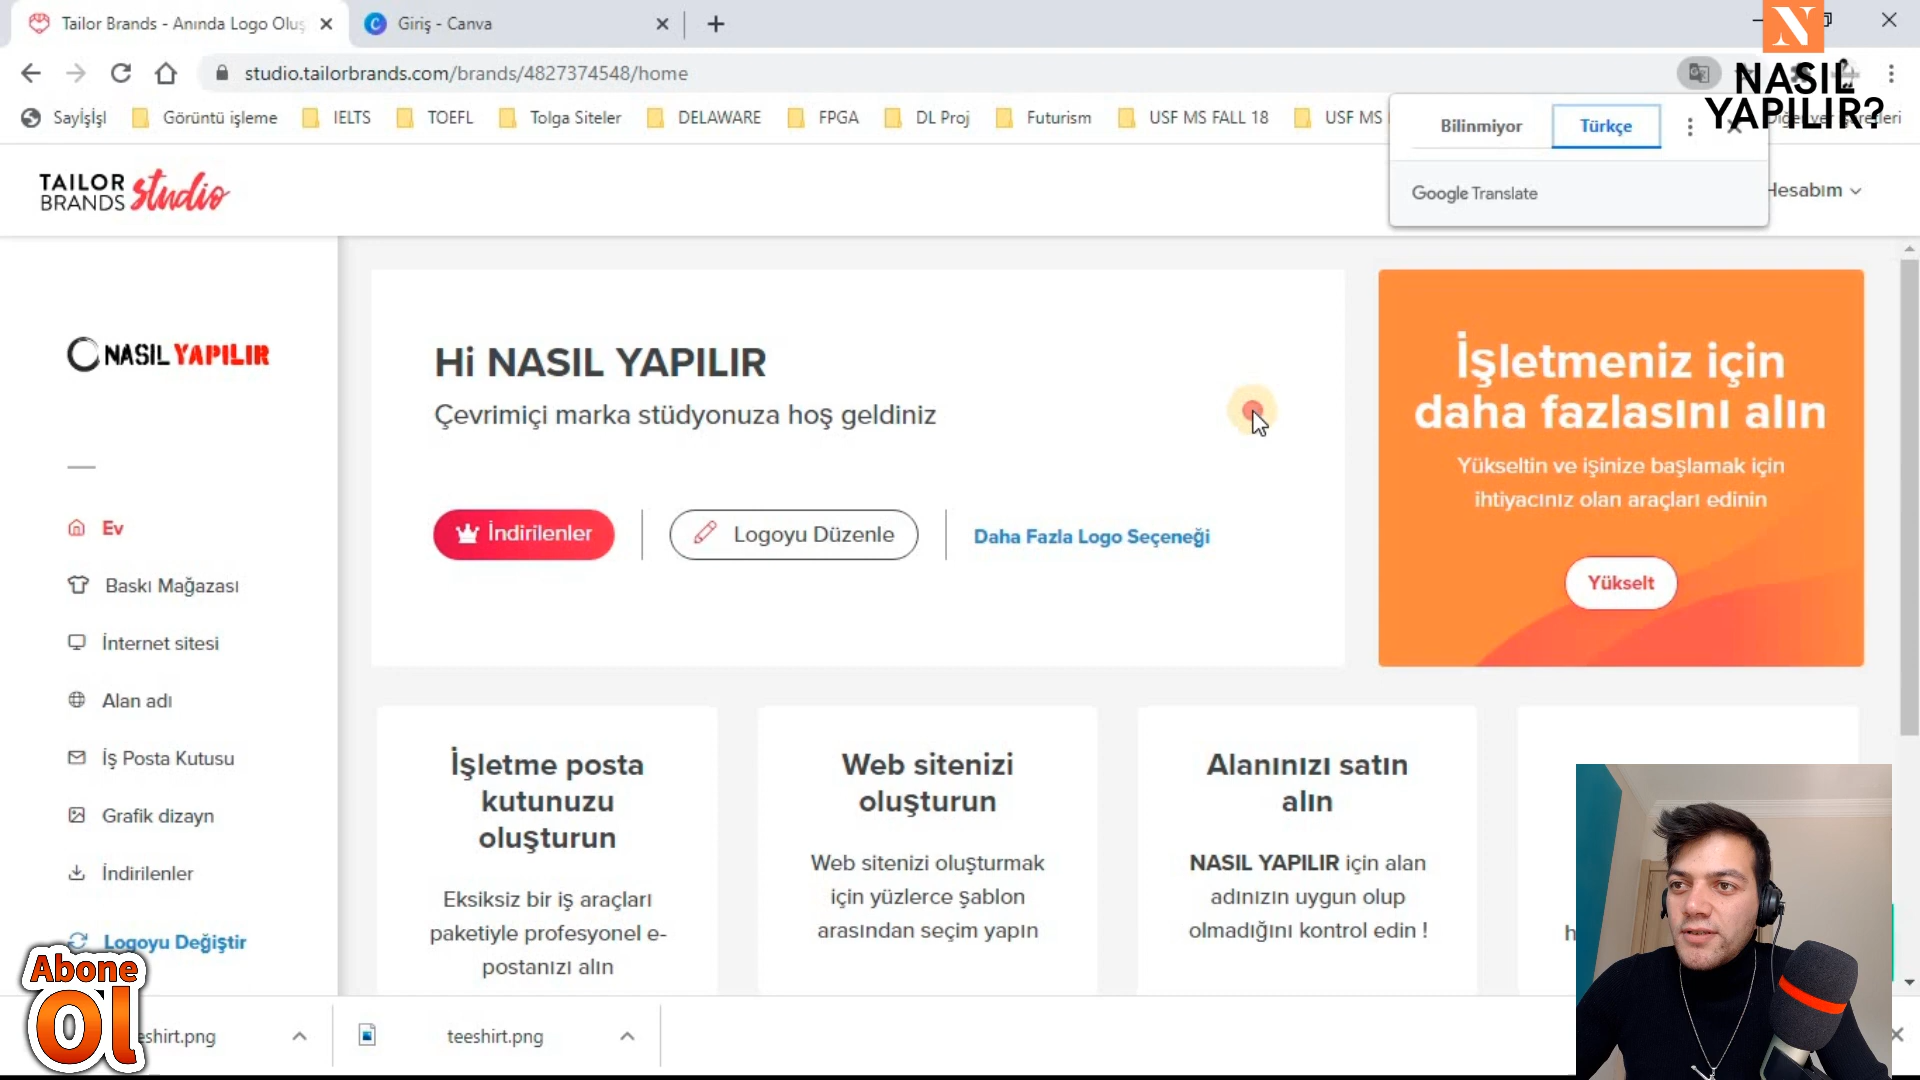 Tailor Brands - Anında Logo Oluş
Giriş - Canva
studio.tailorbrands.com/brands/4827374548/home
Sayİşİşl
Görüntü işleme
IELTS
TOEFL
Tolga Siteler
DELAWARE
FPGA
DL Proj
Futurism
USF MS FALL 18
USF MS
N
NASIL
YAPILIR?
Bilinmiyor
Türkçe
Google Translate
TAILOR
BRANDS studio
Hesabım
NASIL YAPILIR
Hi NASIL YAPILIR
Çevrimiçi marka stüdyonuza hoş geldiniz
İndirilenler
Logoyu Düzenle
Daha Fazla Logo Seçeneği
İşletmeniz için
daha fazlasını alın
Yükseltin ve işinize başlamak için
ihtiyacınız olan araçları edinin
Yükselt
Ev
Baskı Mağazası
İnternet sitesi
Alan adı
İş Posta Kutusu
Grafik dizayn
İndirilenler
Logoyu Değiştir
İşletme posta
kutunuzu
oluşturun
Eksiksiz bir iş araçları
paketiyle profesyonel e-
postanızı alın
Web sitenizi
oluşturun
Web sitenizi oluşturmak
için yüzlerce şablon
arasından seçim yapın
Alanınızı satın
alın
NASIL YAPILIR için alan
adınızın uygun olup
olmadığını kontrol edin !
Abone
ol
eshirt.png
teeshirt.png